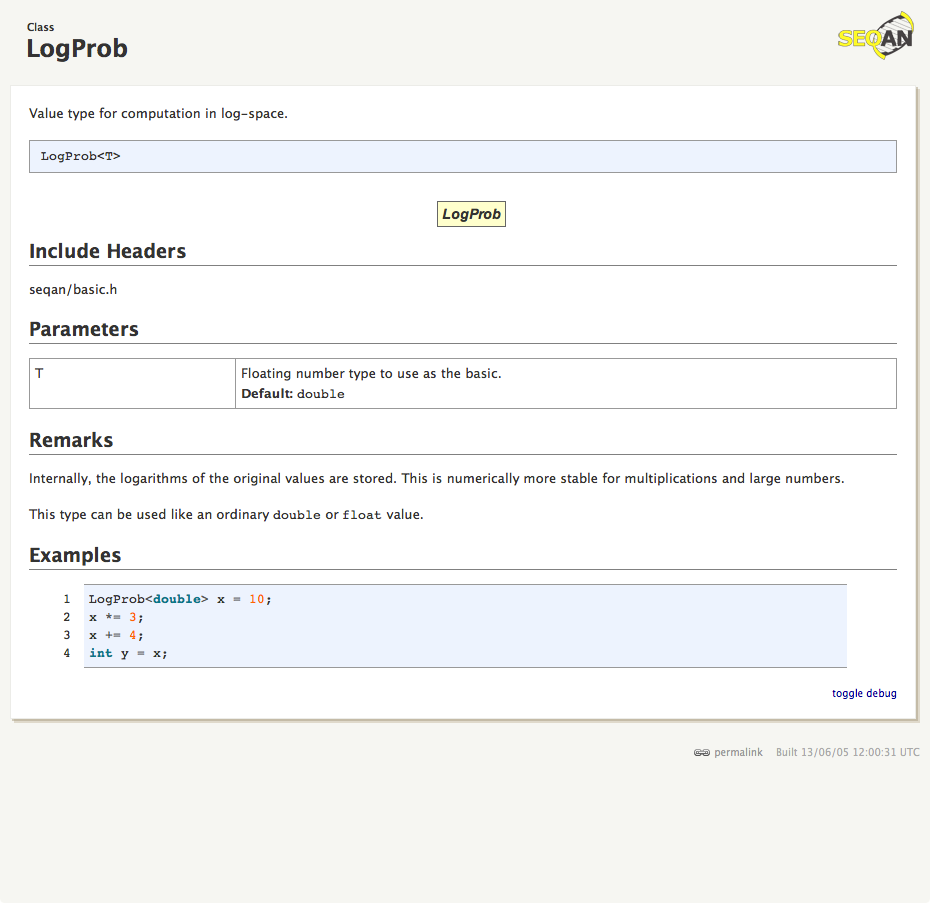 Class
LogProb
SEQAN
Value type for computation in log-space.
LogProb<T>
LogProb
Include Headers
seqan/basic.h
Parameters
T
Floating number type to use as the basic.
Default: double
Remarks
Internally, the logarithms of the original values are stored. This is numerically more stable for multiplications and large numbers.
This type can be used like an ordinary double or float value.
Examples
1 LogProb<double> x = 10;
2 x *= 3;
3 x += 4;
4 int y = x;
toggle debug
permalink Built 13/06/05 12:00:31 UTC